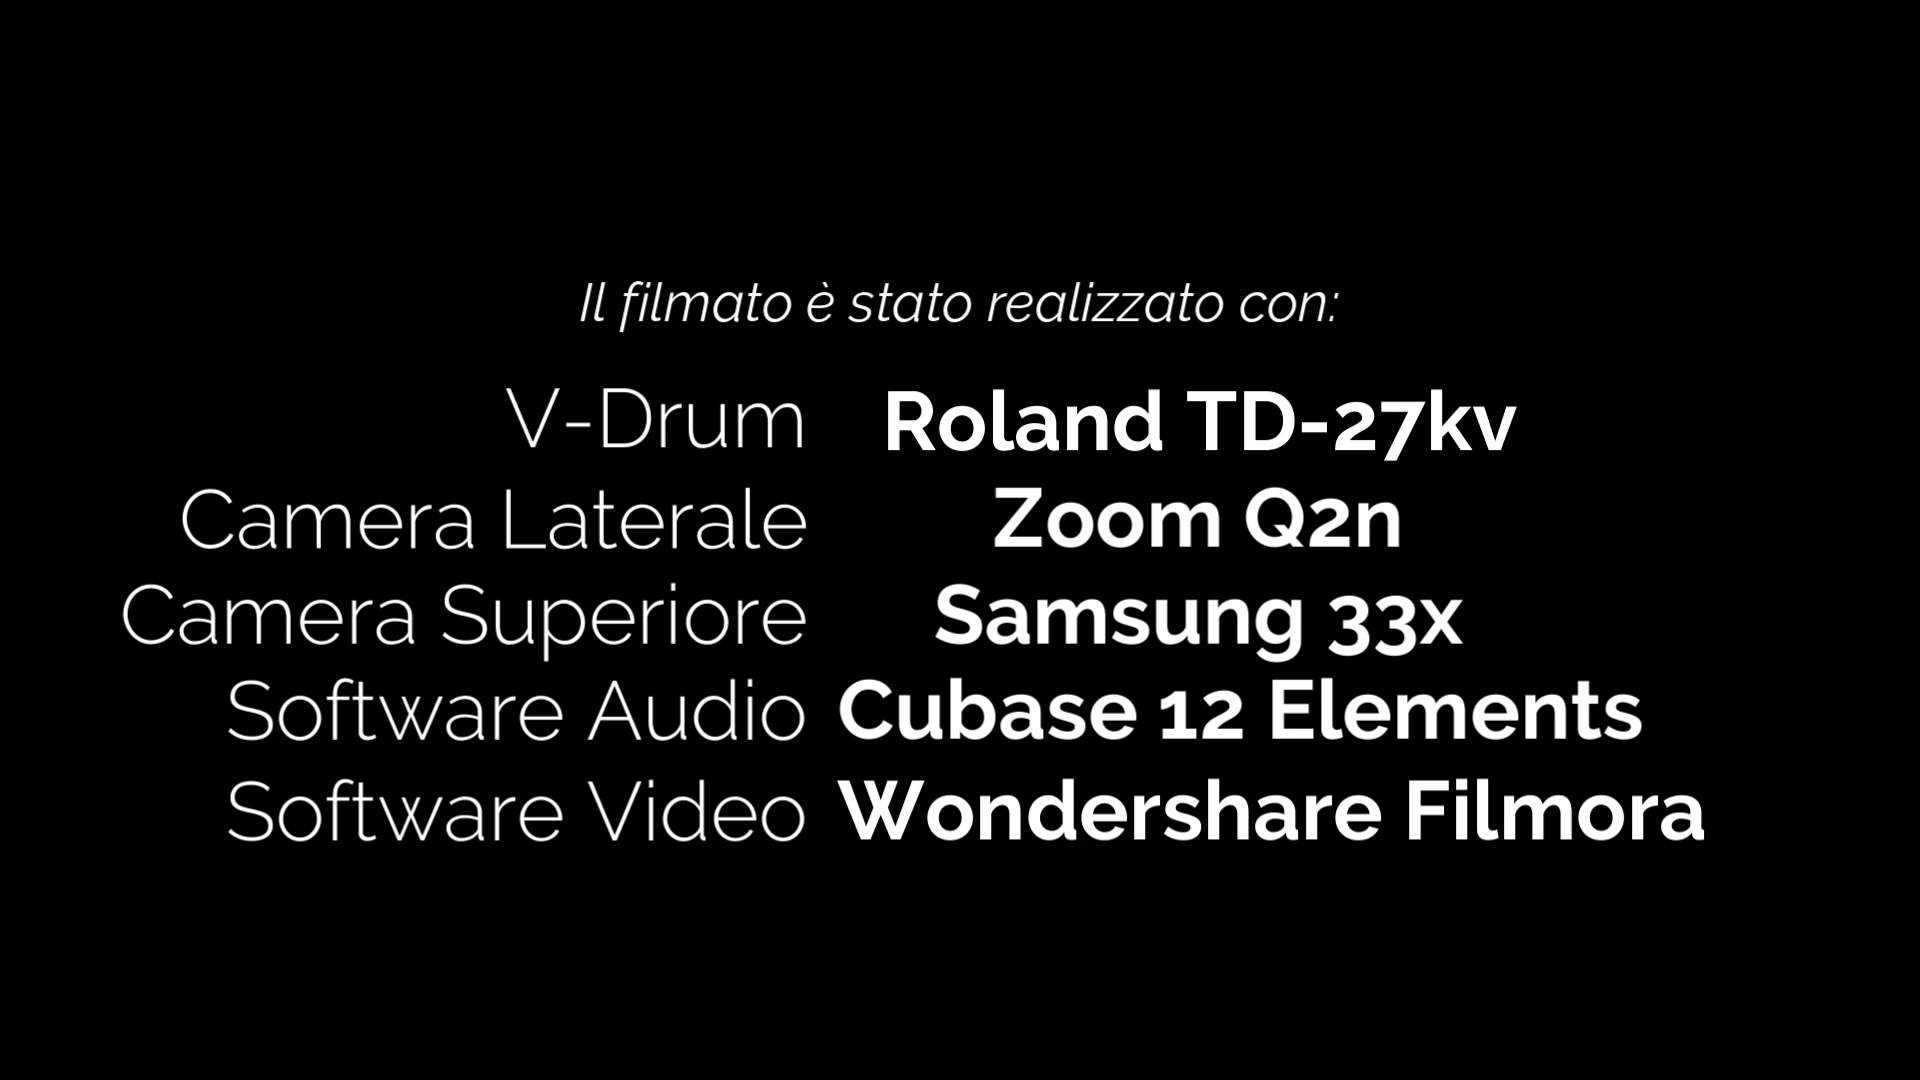 Il filmato è stato realizzato con:
V-Drum Roland TD-27kv
Camera Laterale Zoom Q2n
Camera Superiore Samsung 33x
Software Audio Cubase 12 Elements
Software Video Wondershare Filmora